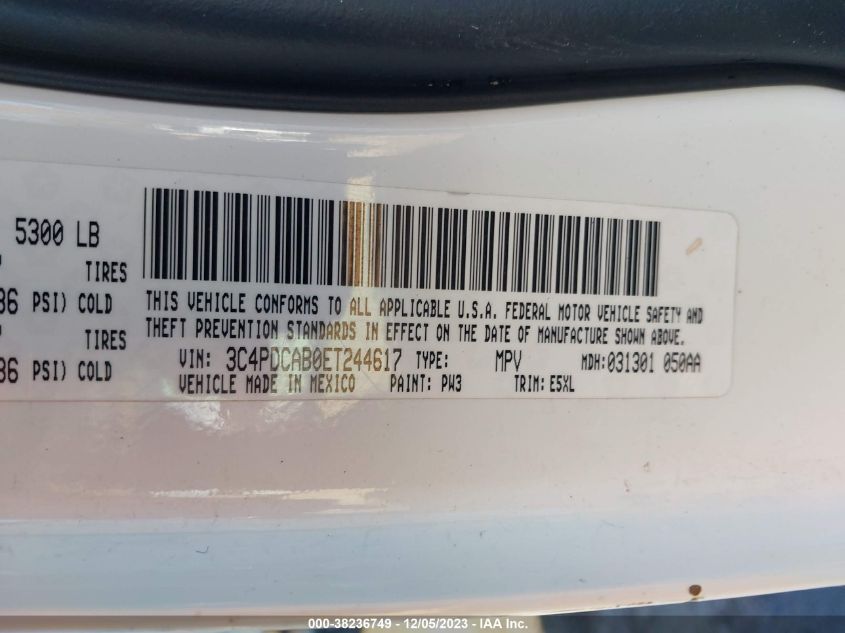 5300 LB
TIRES
36 PSI) COLD
TIRES
36 PSI) COLD
THIS VEHICLE CONFORMS TO ALL APPLICABLE U.S.A. FEDERAL MOTOR VEHICLE SAFETY AND
THEFT PREVENTION STANDARDS IN EFFECT ON THE DATE OF MANUFACTURE SHOWN ABOVE.
VIN: 3C4PDCAB0ET244617 TYPE: MPV MDH:031301 050AA
VEHICLE MADE IN MEXICO PAINT: PW3 TRIM: E5XL
000-38236749 - 12/05/2023 - IAA Inc.